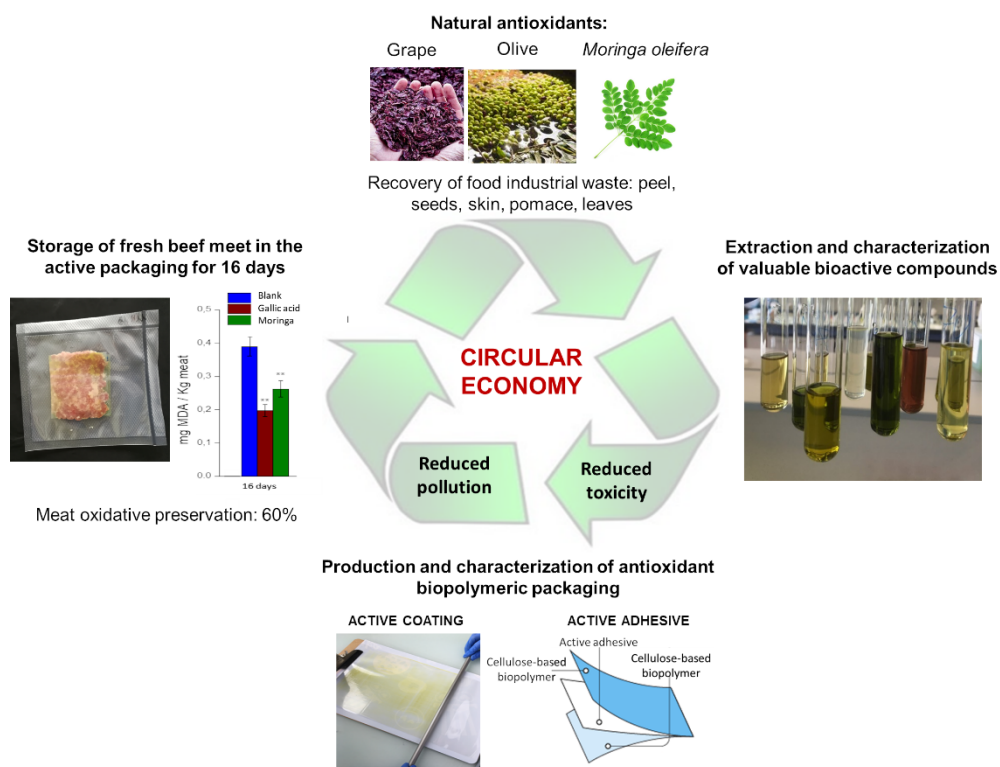 Natural antioxidants:
Grape
Olive
Moringa oleifera
Recovery of food industrial waste: peel,
seeds, skin, pomace, leaves
Storage of fresh beef meet in the
active packaging for 16 days
Blank
Gallic acid
Moringa
mg MDA / Kg meat
0,5
0,4
0,3
0,2
0,1
0.0
**
**
16 days
Meat oxidative preservation: 60%
CIRCULAR
ECONOMY
Extraction and characterization
of valuable bioactive compounds
Reduced
pollution
Reduced
toxicity
Production and characterization of antioxidant
biopolymeric packaging
ACTIVE COATING
ACTIVE ADHESIVE
Active adhesive
Cellulose-based
biopolymer
Cellulose-based
biopolymer